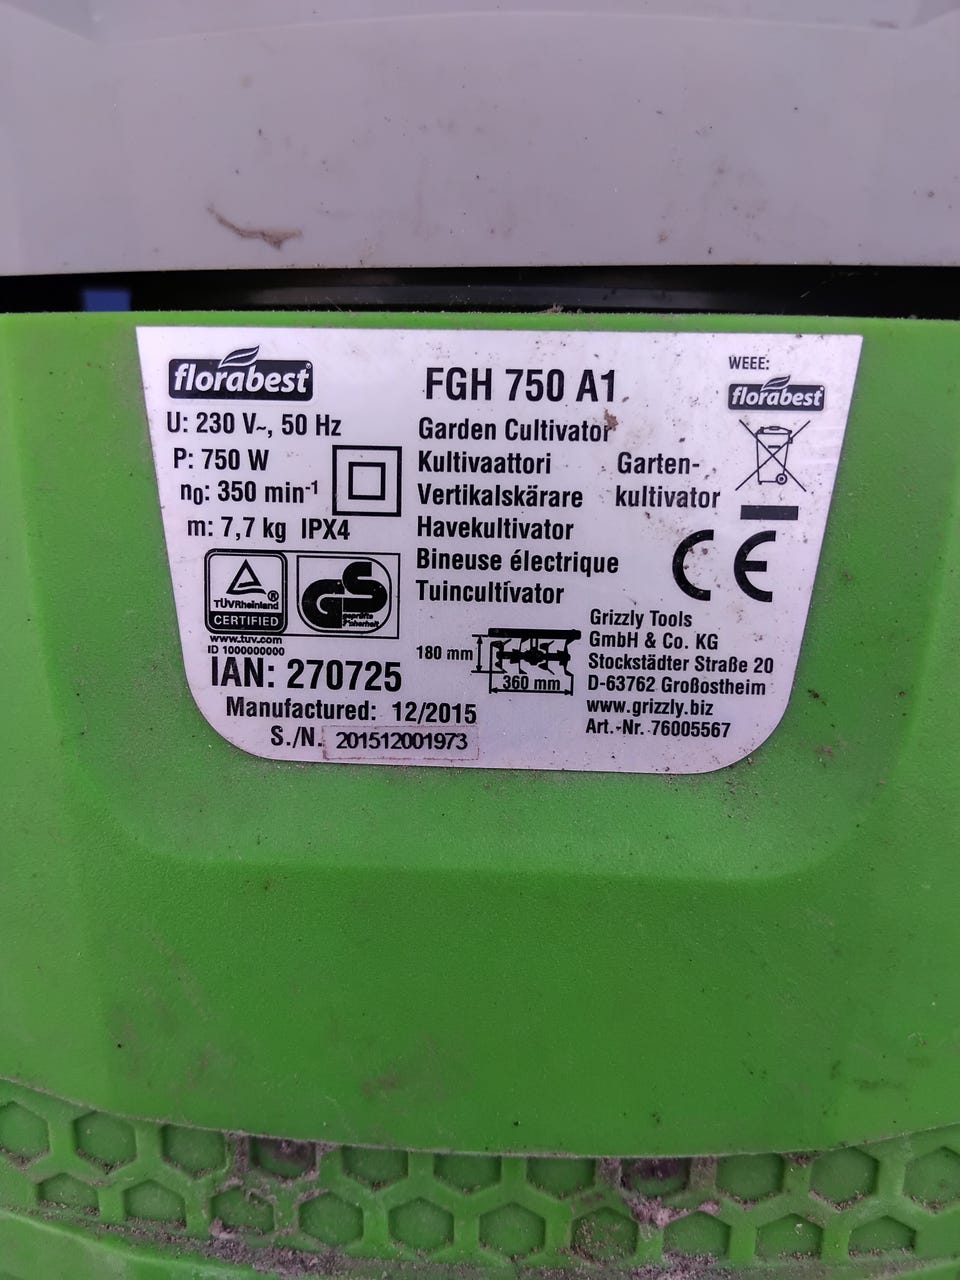 florabest
FGH 750 A1
WEEE:
florabest
U: 230 V~, 50 Hz
P: 750 W
n0: 350 min-1
m: 7,7 kg IPX4
Garden Cultivator
Kultivaattori
Vertikalskärare
Havekultivator
Bineuse électrique
Tuincultivator
Garten-
kultivator
CE
TÜVRheinland
®
CERTIFIED
www.tuv.com
ID 1000000000
GS
geprüfte
Sicherheit
180 mm
360 mm
Grizzly Tools
GmbH & Co. KG
Stockstädter Straße 20
D-63762 Großostheim
www.grizzly.biz
Art.-Nr. 76005567
IAN: 270725
Manufactured: 12/2015
S./N. 201512001973